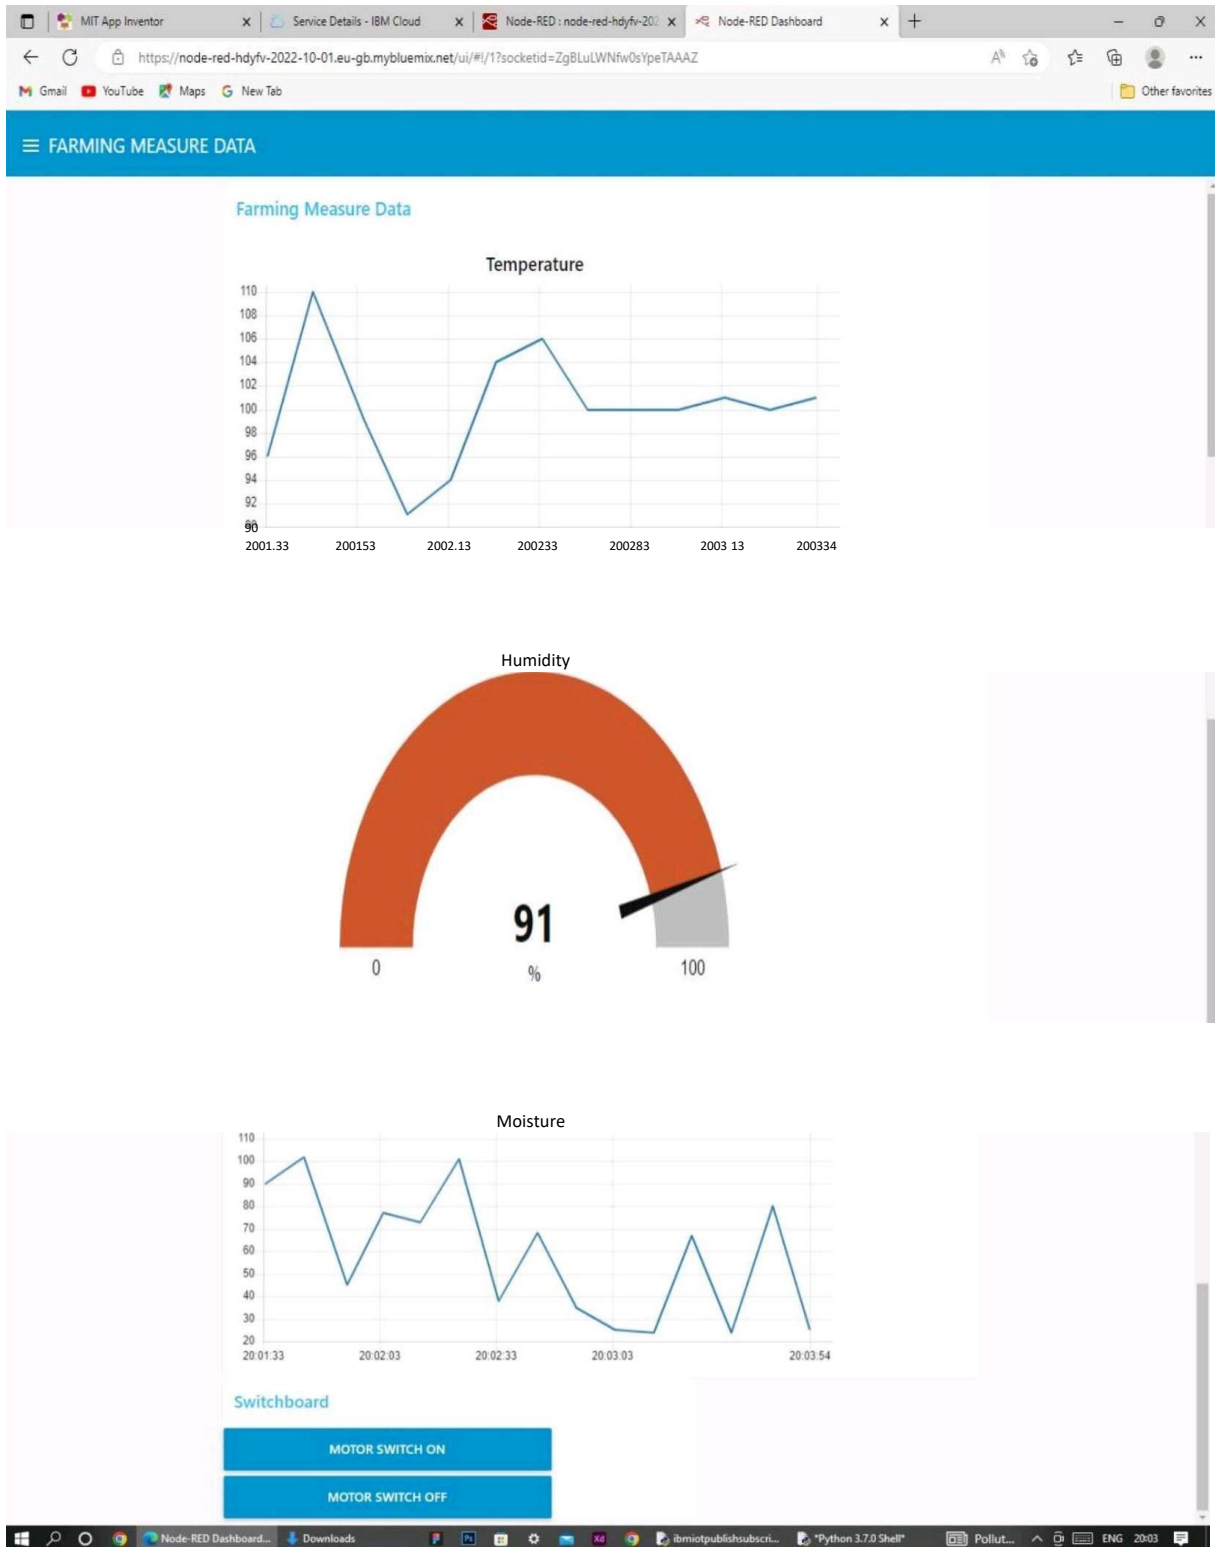 MIT App Inventor
Service Details - IBM Cloud
Node-RED : node-red-hdyfv-202
Node-RED Dashboard
https://node-red-hdyfv-2022-10-01.eu-gb.mybluemix.net/ui/#!/1?socketid=ZgBLuLWNfw0sYpeTAAAZ
Gmail YouTube Maps New Tab Other favorites
FARMING MEASURE DATA
Farming Measure Data
Temperature
110
108
106
104
102
100
98
96
94
92
90
2001.33 200153 2002.13 200233 200283 2003 13 200334
Humidity
91
0 % 100
Moisture
110
100
90
80
70
60
50
40
30
20
20:01:33 20:02:03 20:02:33 20:03:03 20:03:54
Switchboard
MOTOR SWITCH ON
MOTOR SWITCH OFF
Node-RED Dashboard... Downloads Ps Xd ibmiotpublishsubscri... *Python 3.7.0 Shell* Pollut... ENG 20:03